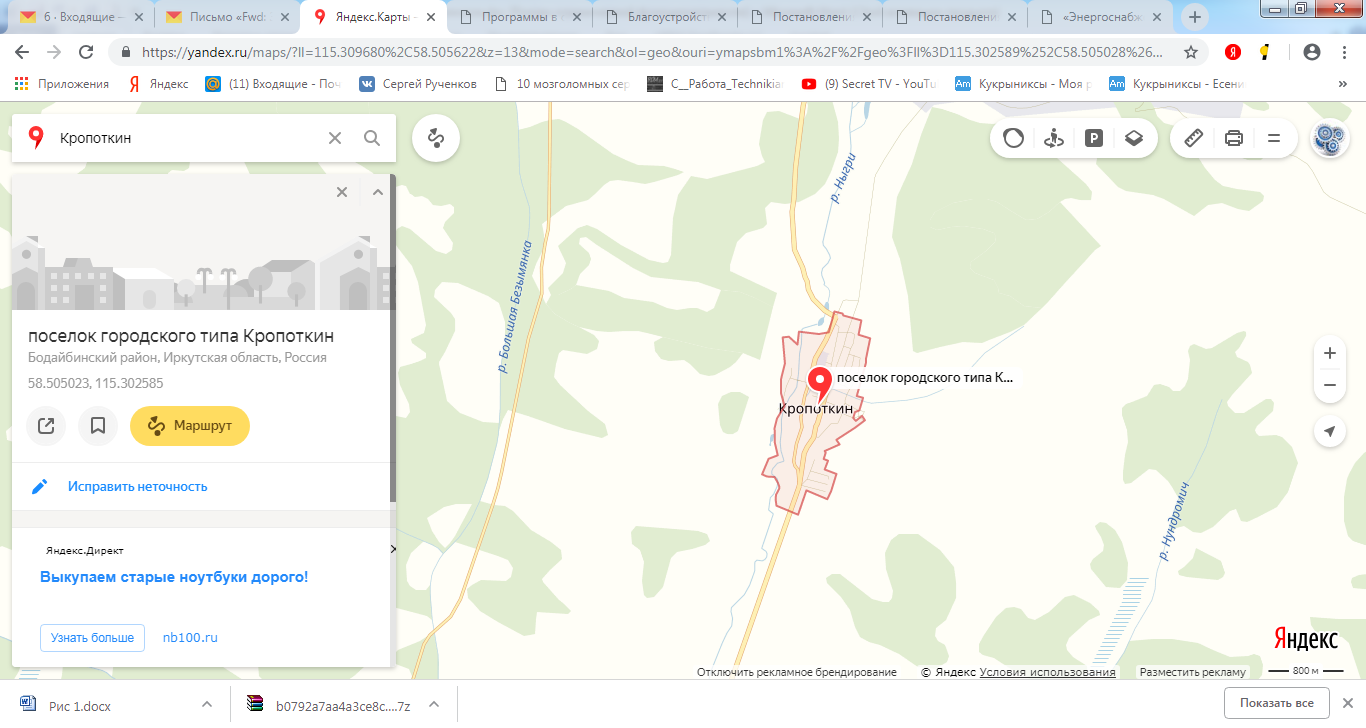 6 · Входящие —
Письмо «Fwd:
Яндекс.Карты -
Программы в
Благоустройст
Постановлени
Постановлени
«Энергоснабж
https://yandex.ru/maps/?ll=115.309680%2C58.505622&z=13&mode=search&ol=geo&ouri=ymapsbm1%3A%2F%2Fgeo%3Fll%3D115.302589%252C58.505028%26...
Приложения
Яндекс
(11) Входящие - Поч
Сергей Рученков
10 мозголомных сер
C__Работа_Technikian
(9) Secret TV - YouTu
Кукрыниксы - Моя р
Кукрыниксы - Есени
»
Кропоткин
поселок городского типа Кропоткин
Бодайбинский район, Иркутская область, Россия
58.505023, 115.302585
Маршрут
Исправить неточность
Яндекс.Директ
Выкупаем старые ноутбуки дорого!
Узнать больше
nb100.ru
р. Большая Безымянка
р. Ныгри
поселок городского типа К...
Кропоткин
р. Нундромич
P
Яндекс
Отключить рекламное брендирование
© Яндекс Условия использования
Разместить рекламу
800 м
Рис 1.docx
b0792a7aa4a3ce8c....7z
Показать все